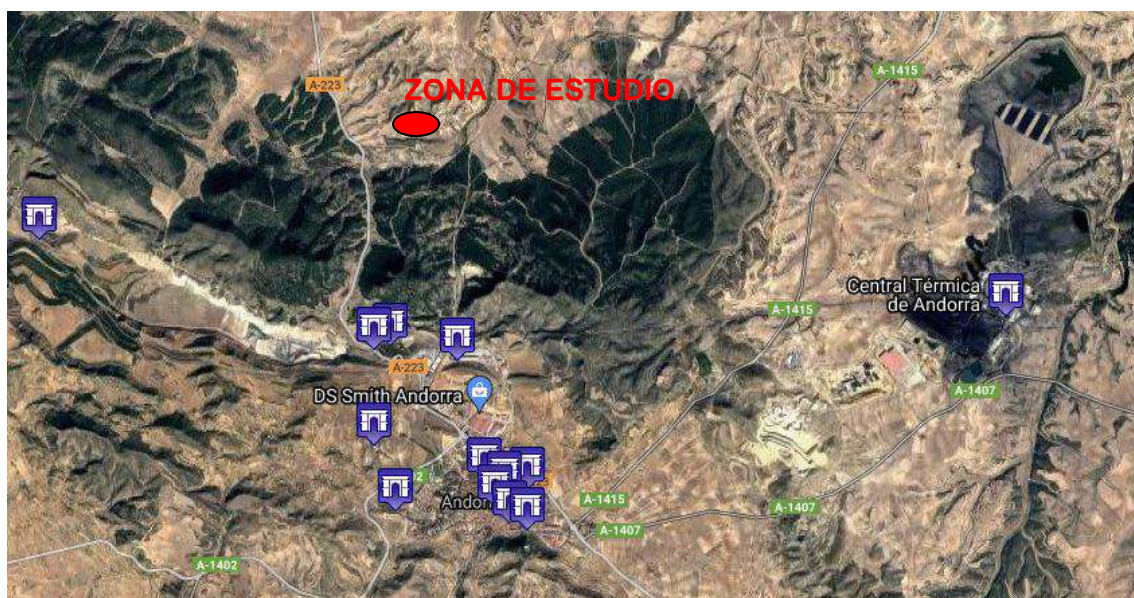 A-1415
A-223
ZONA DE ESTUDIO
Central Térmica
de Andorra
A-1415
A-223
DS Smith Andorra
A-1407
A-1415
A-1407
A-1407
A-1402